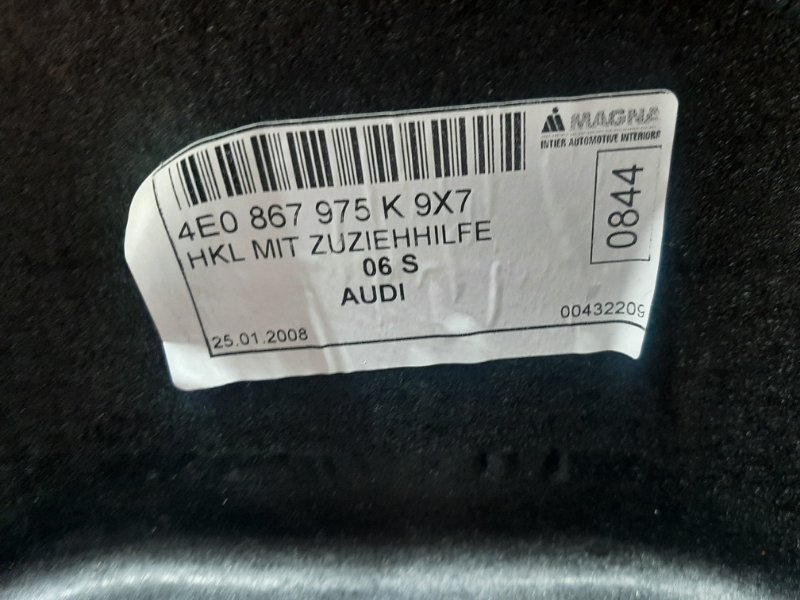 MAGNA
INTIER AUTOMOTIVE INTERIORS
4E0 867 975 K 9X7
HKL MIT ZUZIEHHILFE
06 S
AUDI
0844
25.01.2008
00432209